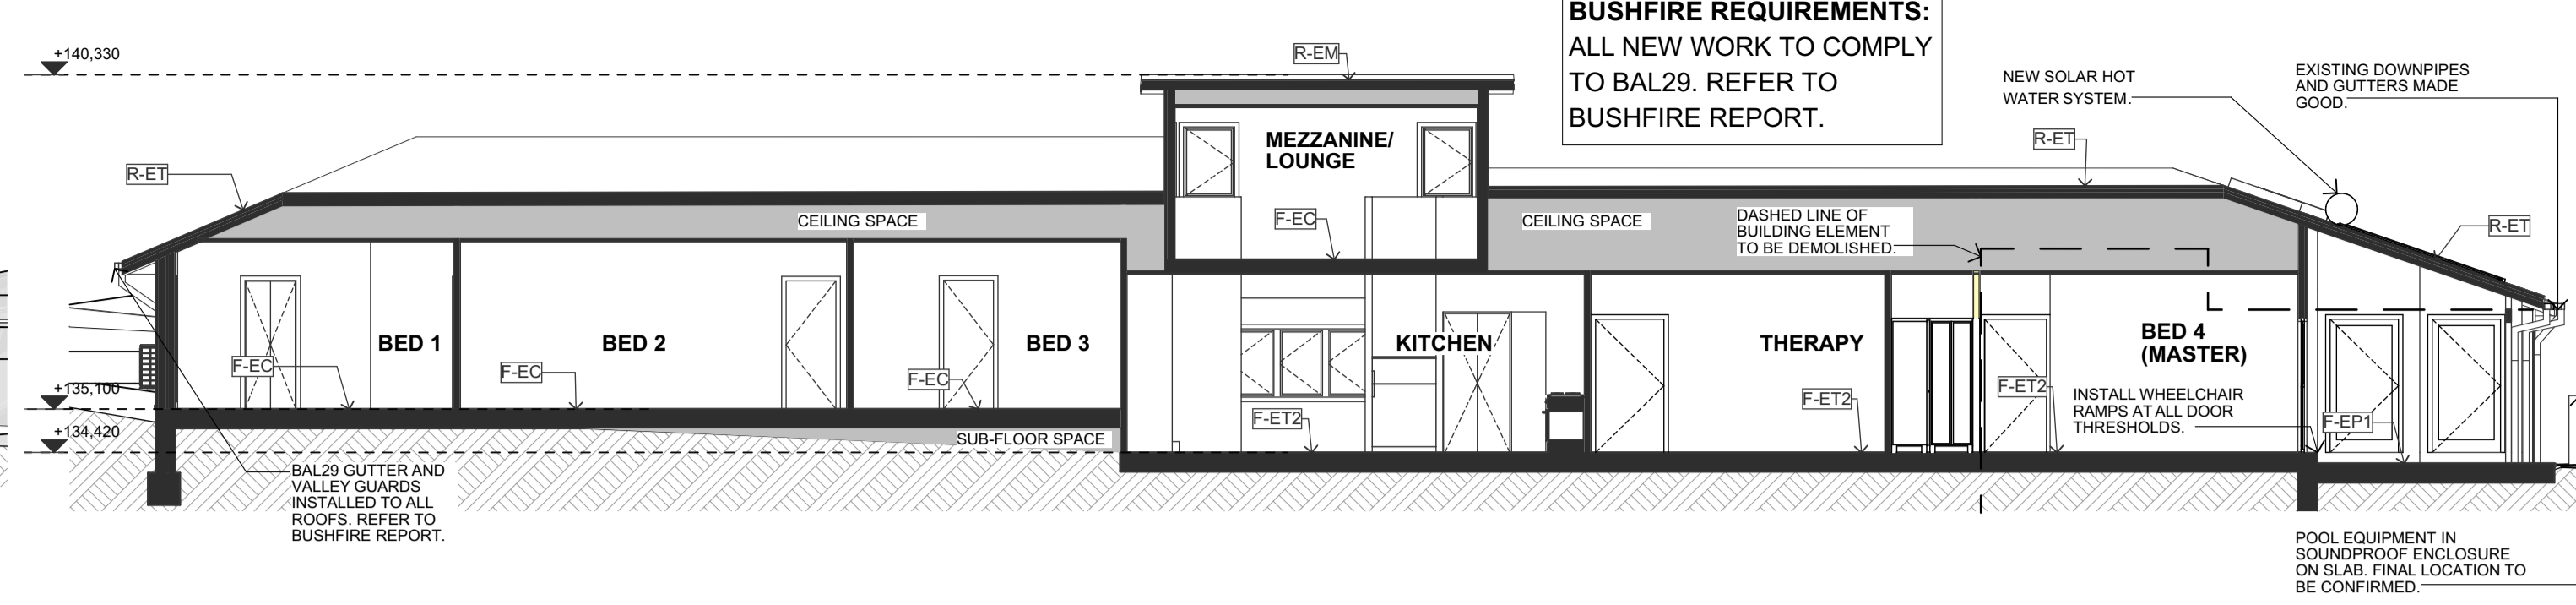 BUSHFIRE REQUIREMENTS:
ALL NEW WORK TO COMPLY
TO BAL29. REFER TO
BUSHFIRE REPORT.
+140,330
R-EM
NEW SOLAR HOT
WATER SYSTEM.
EXISTING DOWNPIPES
AND GUTTERS MADE
GOOD.
R-ET
MEZZANINE/
LOUNGE
R-ET
CEILING SPACE
F-EC
CEILING SPACE
DASHED LINE OF
BUILDING ELEMENT
TO BE DEMOLISHED.
R-ET
BED 1
BED 2
BED 3
KITCHEN
THERAPY
BED 4
(MASTER)
F-EC
F-EC
F-EC
F-ET2
F-ET2
F-ET2
INSTALL WHEELCHAIR
RAMPS AT ALL DOOR
THRESHOLDS.
F-EP1
+135,100
+134,420
SUB-FLOOR SPACE
BAL29 GUTTER AND
VALLEY GUARDS
INSTALLED TO ALL
ROOFS. REFER TO
BUSHFIRE REPORT.
POOL EQUIPMENT IN
SOUNDPROOF ENCLOSURE
ON SLAB. FINAL LOCATION TO
BE CONFIRMED.